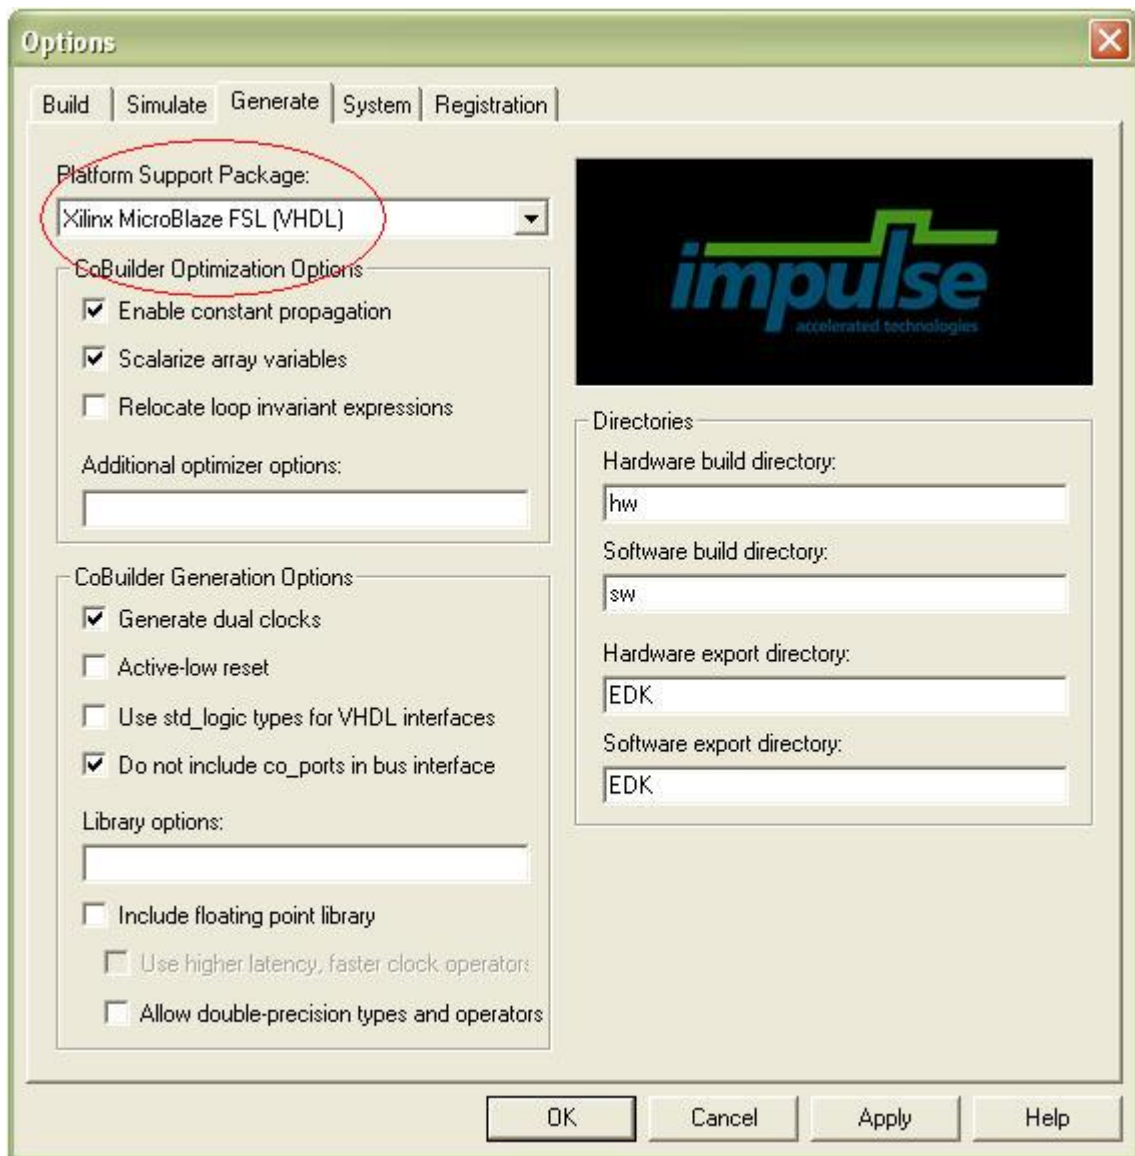 Options
Build Simulate Generate System Registration
Platform Support Package:
Xilinx MicroBlaze FSL (VHDL)
CoBuilder Optimization Options
Enable constant propagation
Scalarize array variables
Relocate loop invariant expressions
Additional optimizer options:
CoBuilder Generation Options
Generate dual clocks
Active-low reset
Use std_logic types for VHDL interfaces
Do not include co_ports in bus interface
Library options:
Include floating point library
Use higher latency, faster clock operators
Allow double-precision types and operators
impulse
accelerated technologies
Directories
Hardware build directory:
hw
Software build directory:
sw
Hardware export directory:
EDK
Software export directory:
EDK
OK Cancel Apply Help